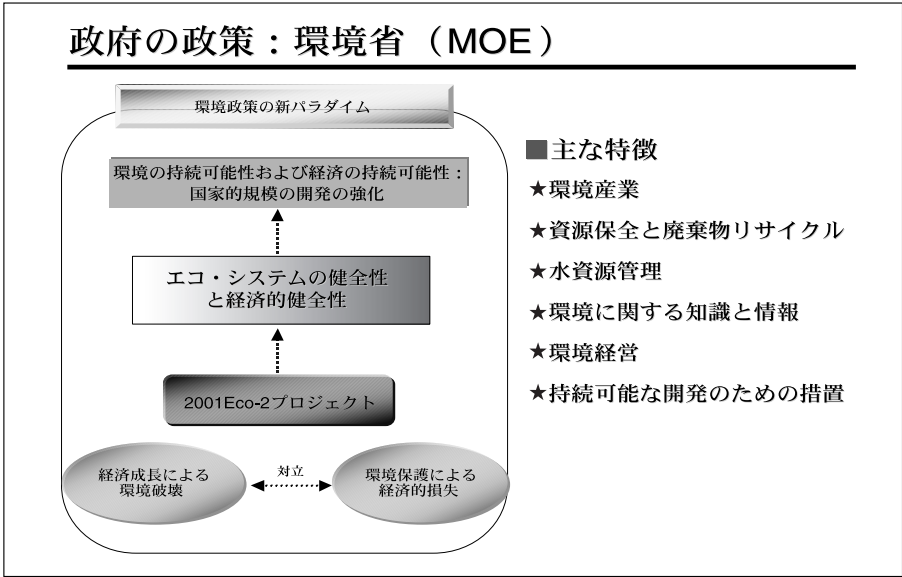 政府の政策：環境省（MOE）
環境政策の新パラダイム
環境の持続可能性および経済の持続可能性：
国家的規模の開発の強化
エコ・システムの健全性
と経済的健全性
2001Eco-2プロジェクト
経済成長による
環境破壊
対立
環境保護による
経済的損失
■主な特徴
★環境産業
★資源保全と廃棄物リサイクル
★水資源管理
★環境に関する知識と情報
★環境経営
★持続可能な開発のための措置